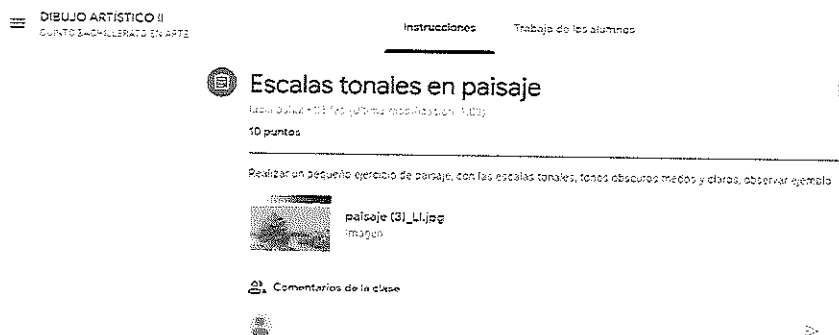 DIBUJO ARTÍSTICO II
QUINTO BACHILLERATO EN ARTE
Instrucciones
Trabajo de los alumnos
Escalas tonales en paisaje
10 puntos
Realizar un pequeño ejercicio de paisaje, con las escalas tonales, tonos obscuros medios y claros, observar ejemplo
paisaje (3)_LI.jpg
Imagen
Comentarios de la clase